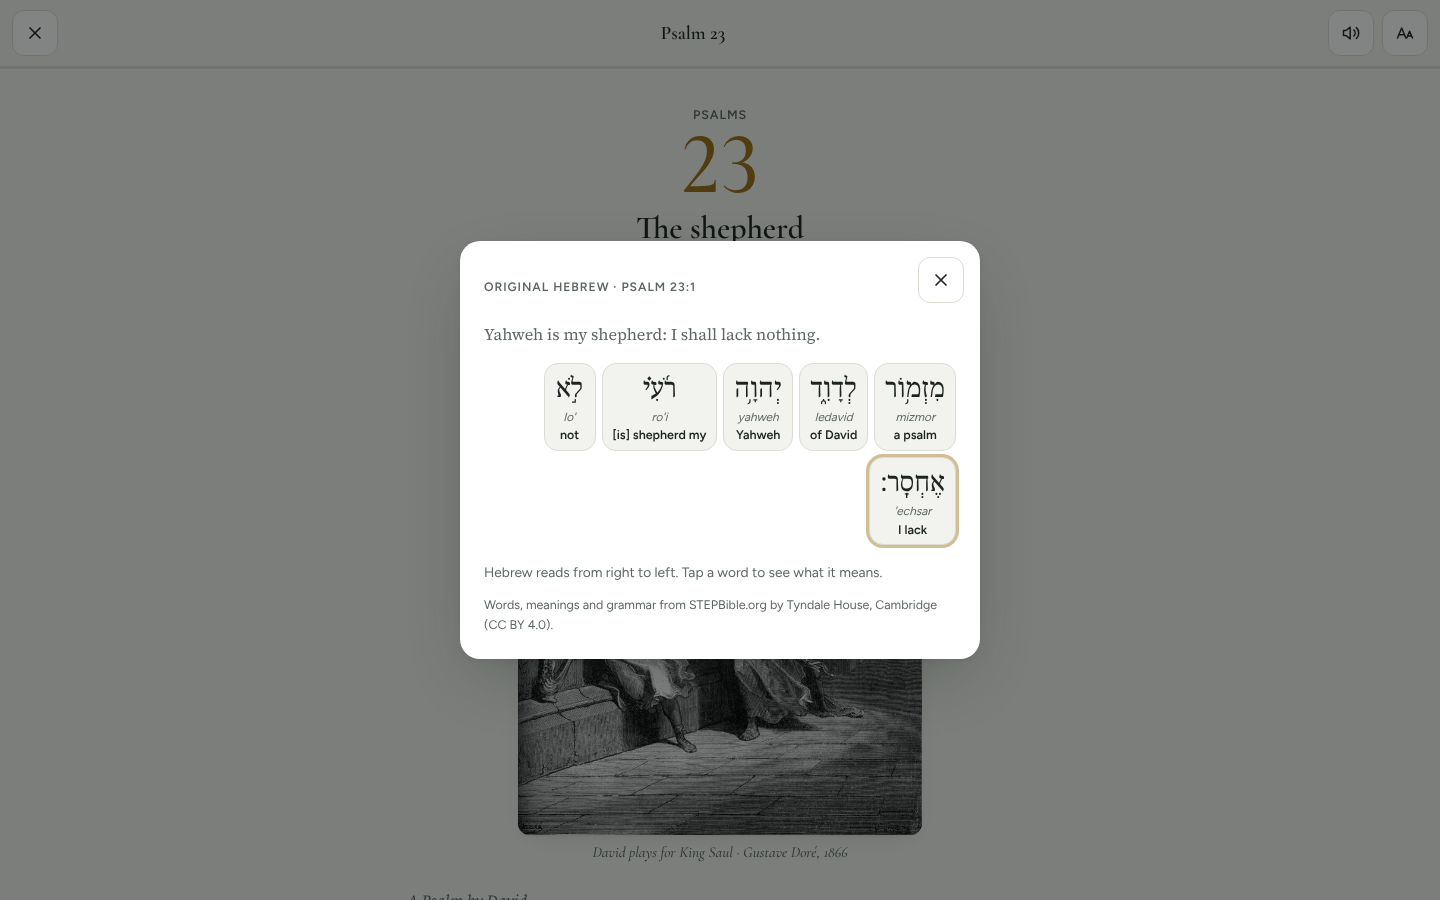 Psalm 23
PSALMS
23
The shepherd
ORIGINAL HEBREW · PSALM 23:1
Yahweh is my shepherd: I shall lack nothing.
מִזְמ֥וֹר לְדָוִ֑ד יְהוָ֥ה רֹ֝עִ֗י לֹ֣א
mizmor ledavid yahweh ro'i lo'
a psalm of David Yahweh [is] shepherd my not
אֶחְסָֽר׃
'echsar
I lack
Hebrew reads from right to left. Tap a word to see what it means.
Words, meanings and grammar from STEPBible.org by Tyndale House, Cambridge
(CC BY 4.0).
David plays for King Saul · Gustave Doré, 1866
A Psalm by David